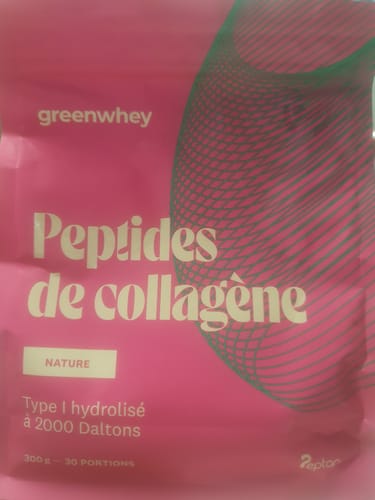 greenwhey
Peptides
de collagène
NATURE
Type I hydrolisé
à 2000 Daltons
300 g — 30 PORTIONS
Peptan